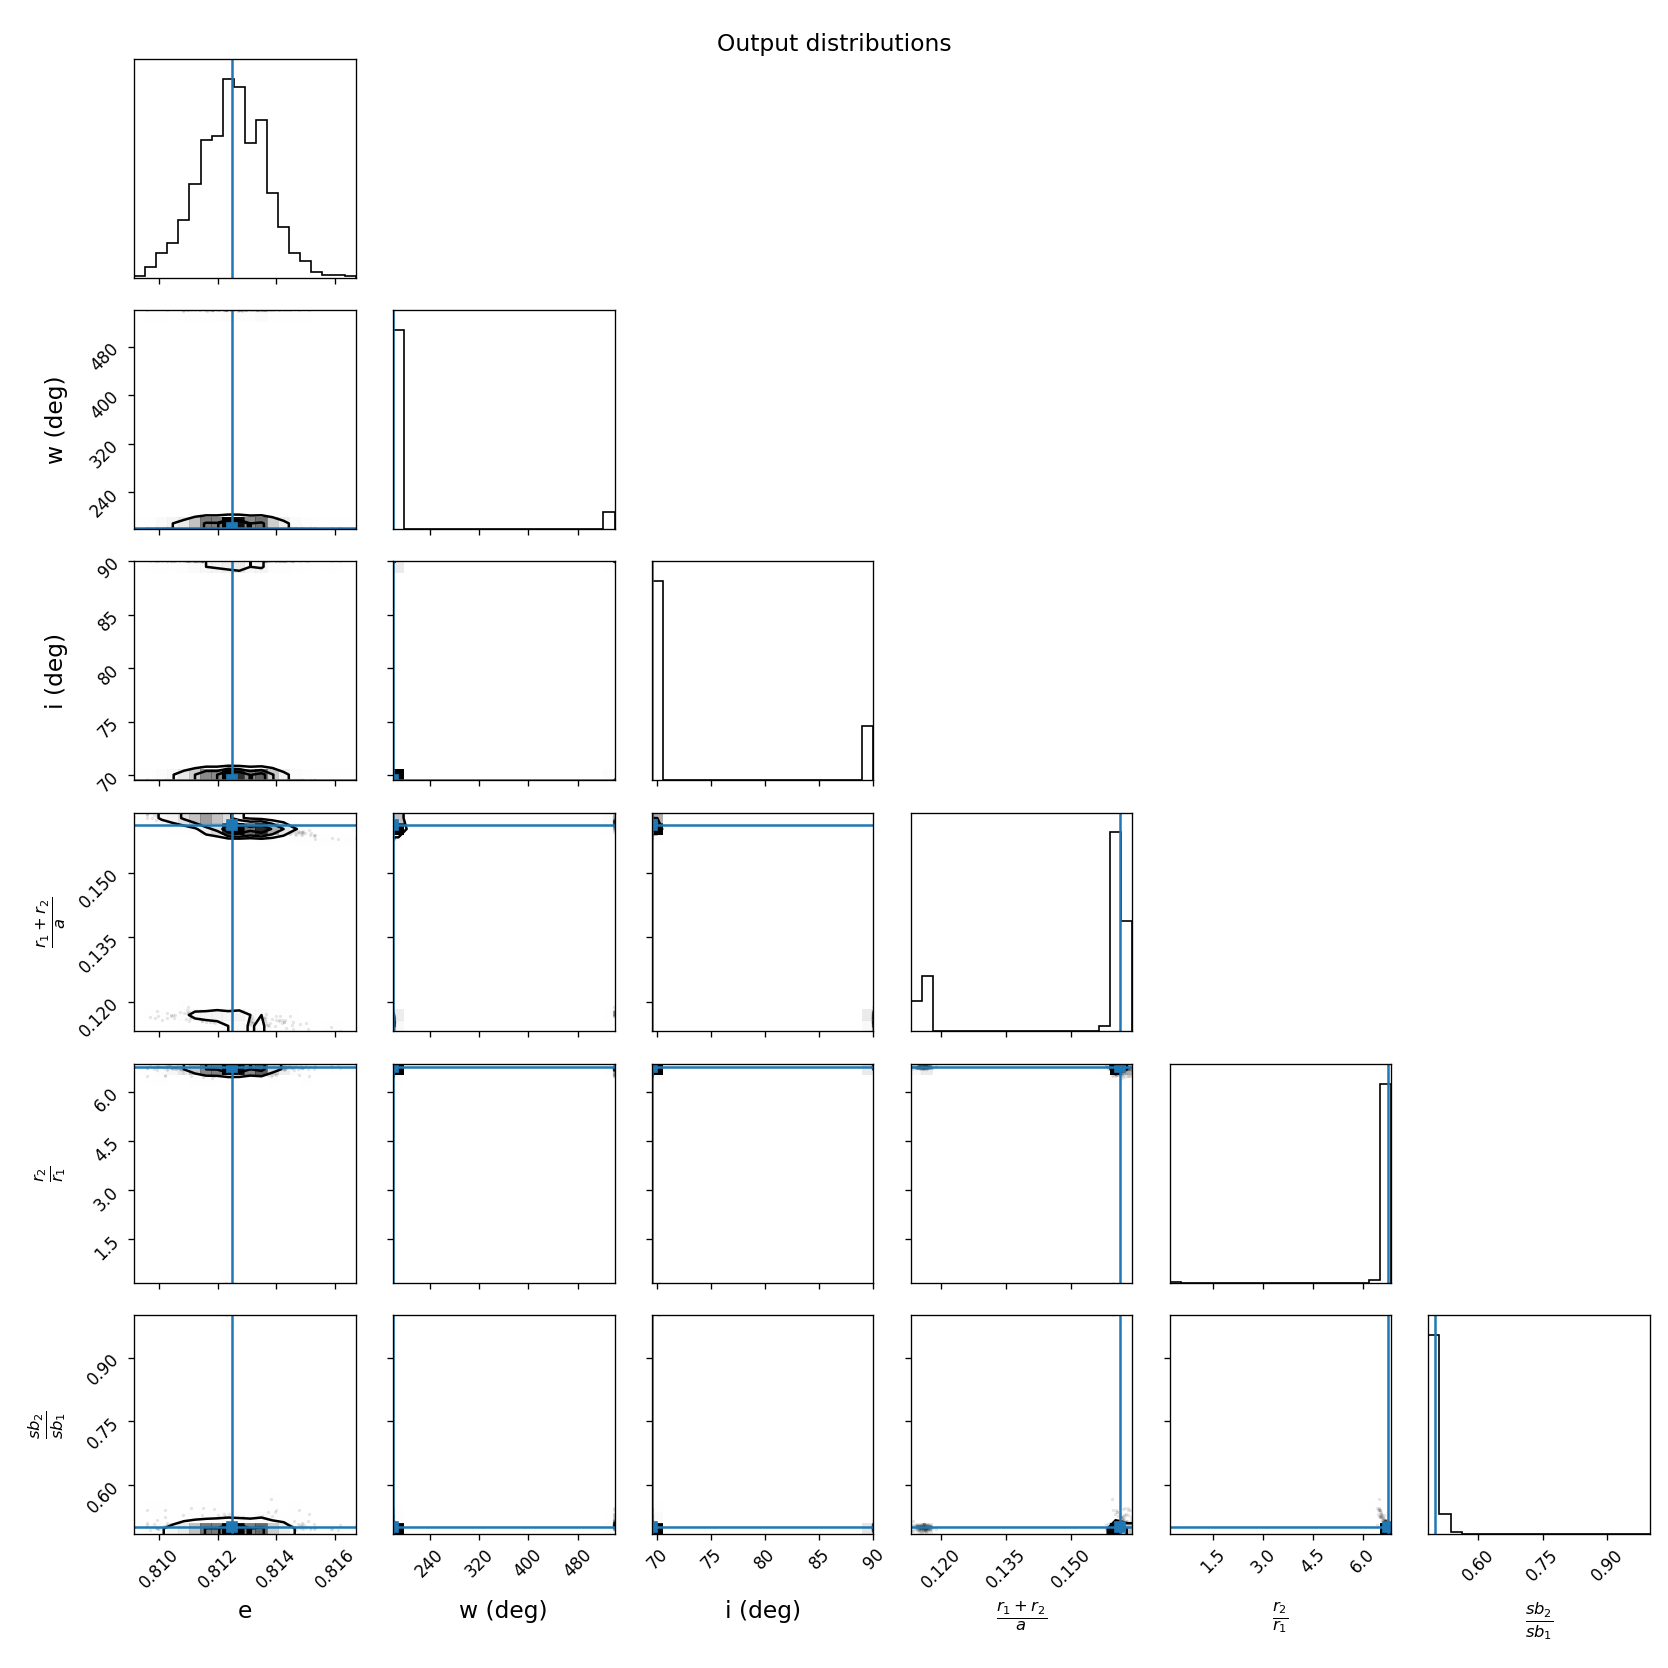 Output distributions
w (deg)
480
400
320
240
i (deg)
90
85
80
75
70
r₁ + r₂
a
0.150
0.135
0.120
r₂
r₁
6.0
4.5
3.0
1.5
sb₂
sb₁
0.90
0.75
0.60
0.810 0.812 0.814 0.816 240 320 400 480 70 75 80 85 90 0.120 0.135 0.150 1.5 3.0 4.5 6.0 0.60 0.75 0.90
e w (deg) i (deg) r₁ + r₂ r₂ sb₂
a r₁ sb₁